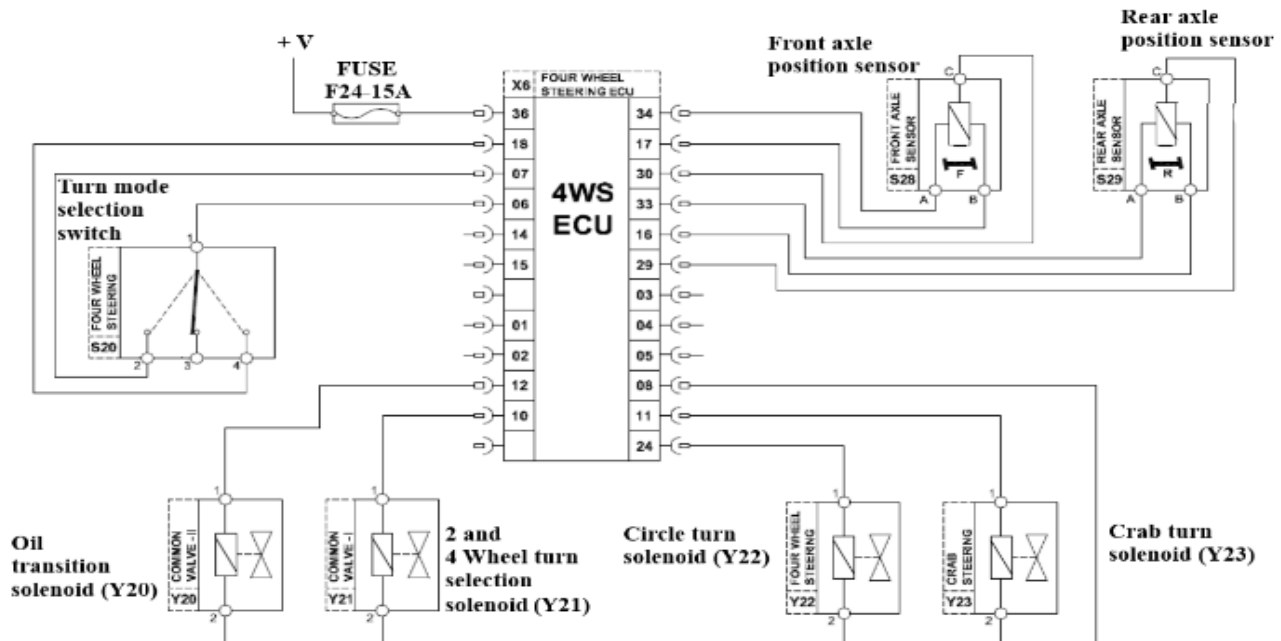 + V
FUSE
F24-15A
X6
FOUR WHEEL
STEERING ECU
4WS
ECU
36
18
07
06
14
15
01
02
12
10
34
17
30
33
16
29
03
04
05
08
11
24
Front axle
position sensor
C
FRONT AXLE
SENSOR
S28
F
A
B
Rear axle
position sensor
C
REAR AXLE
SENSOR
S29
R
A
B
Turn mode
selection
switch
1
FOUR WHEEL
STEERING
S20
2
3
4
Oil
transition
solenoid (Y20)
1
COMMON
VALVE -II
Y20
2
1
COMMON
VALVE - I
Y21
2
2 and
4 Wheel turn
selection
solenoid (Y21)
Circle turn
solenoid (Y22)
1
FOUR WHEEL
STEERING
Y22
2
1
CRAB
STEERING
Y23
2
Crab turn
solenoid (Y23)